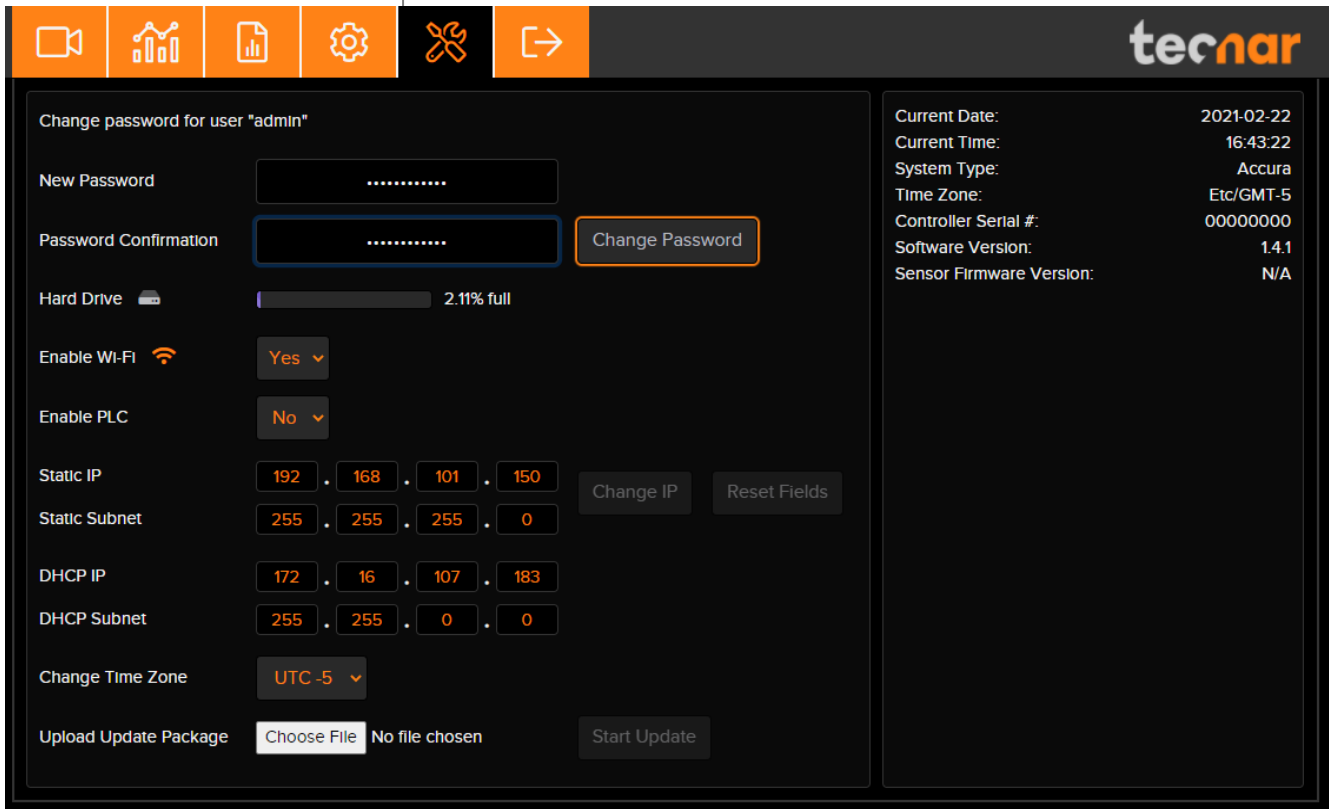 tecnar
Change password for user "admin"
New Password ••••••••••••
Password Confirmation •••••••••••• Change Password
Hard Drive 2.11% full
Enable Wi-Fi Yes
Enable PLC No
Static IP 192 . 168 . 101 . 150 Change IP Reset Fields
Static Subnet 255 . 255 . 255 . 0
DHCP IP 172 . 16 . 107 . 183
DHCP Subnet 255 . 255 . 0 . 0
Change Time Zone UTC -5
Upload Update Package Choose File No file chosen Start Update
Current Date: 2021-02-22
Current Time: 16:43:22
System Type: Accura
Time Zone: Etc/GMT-5
Controller Serial #: 00000000
Software Version: 1.4.1
Sensor Firmware Version: N/A